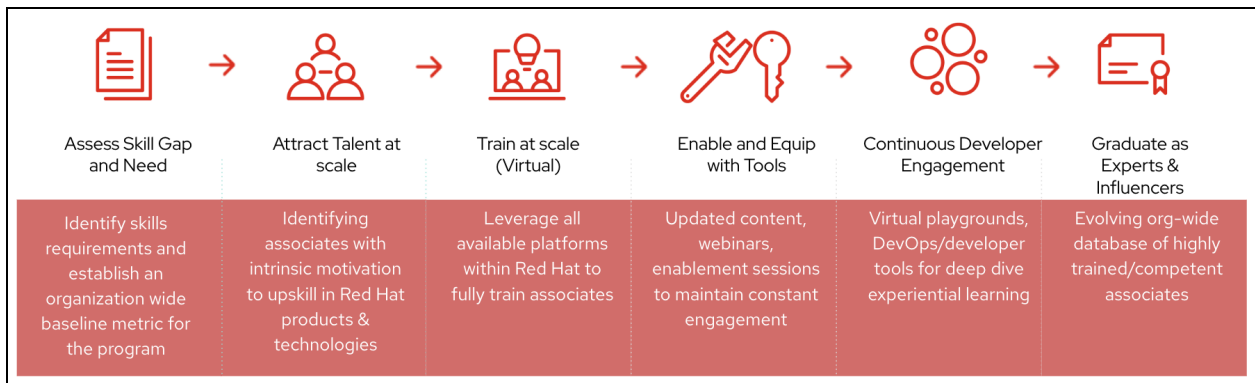 Assess Skill Gap
and Need
Attract Talent at
scale
Train at scale
(Virtual)
Enable and Equip
with Tools
Continuous Developer
Engagement
Graduate as
Experts &
Influencers
Identify skills
requirements and
establish an
organization wide
baseline metric for
the program
Identifying
associates with
intrinsic motivation
to upskill in Red Hat
products &
technologies
Leverage all
available platforms
within Red Hat to
fully train associates
Updated content,
webinars,
enablement sessions
to maintain constant
engagement
Virtual playgrounds,
DevOps/developer
tools for deep dive
experiential learning
Evolving org-wide
database of highly
trained/competent
associates